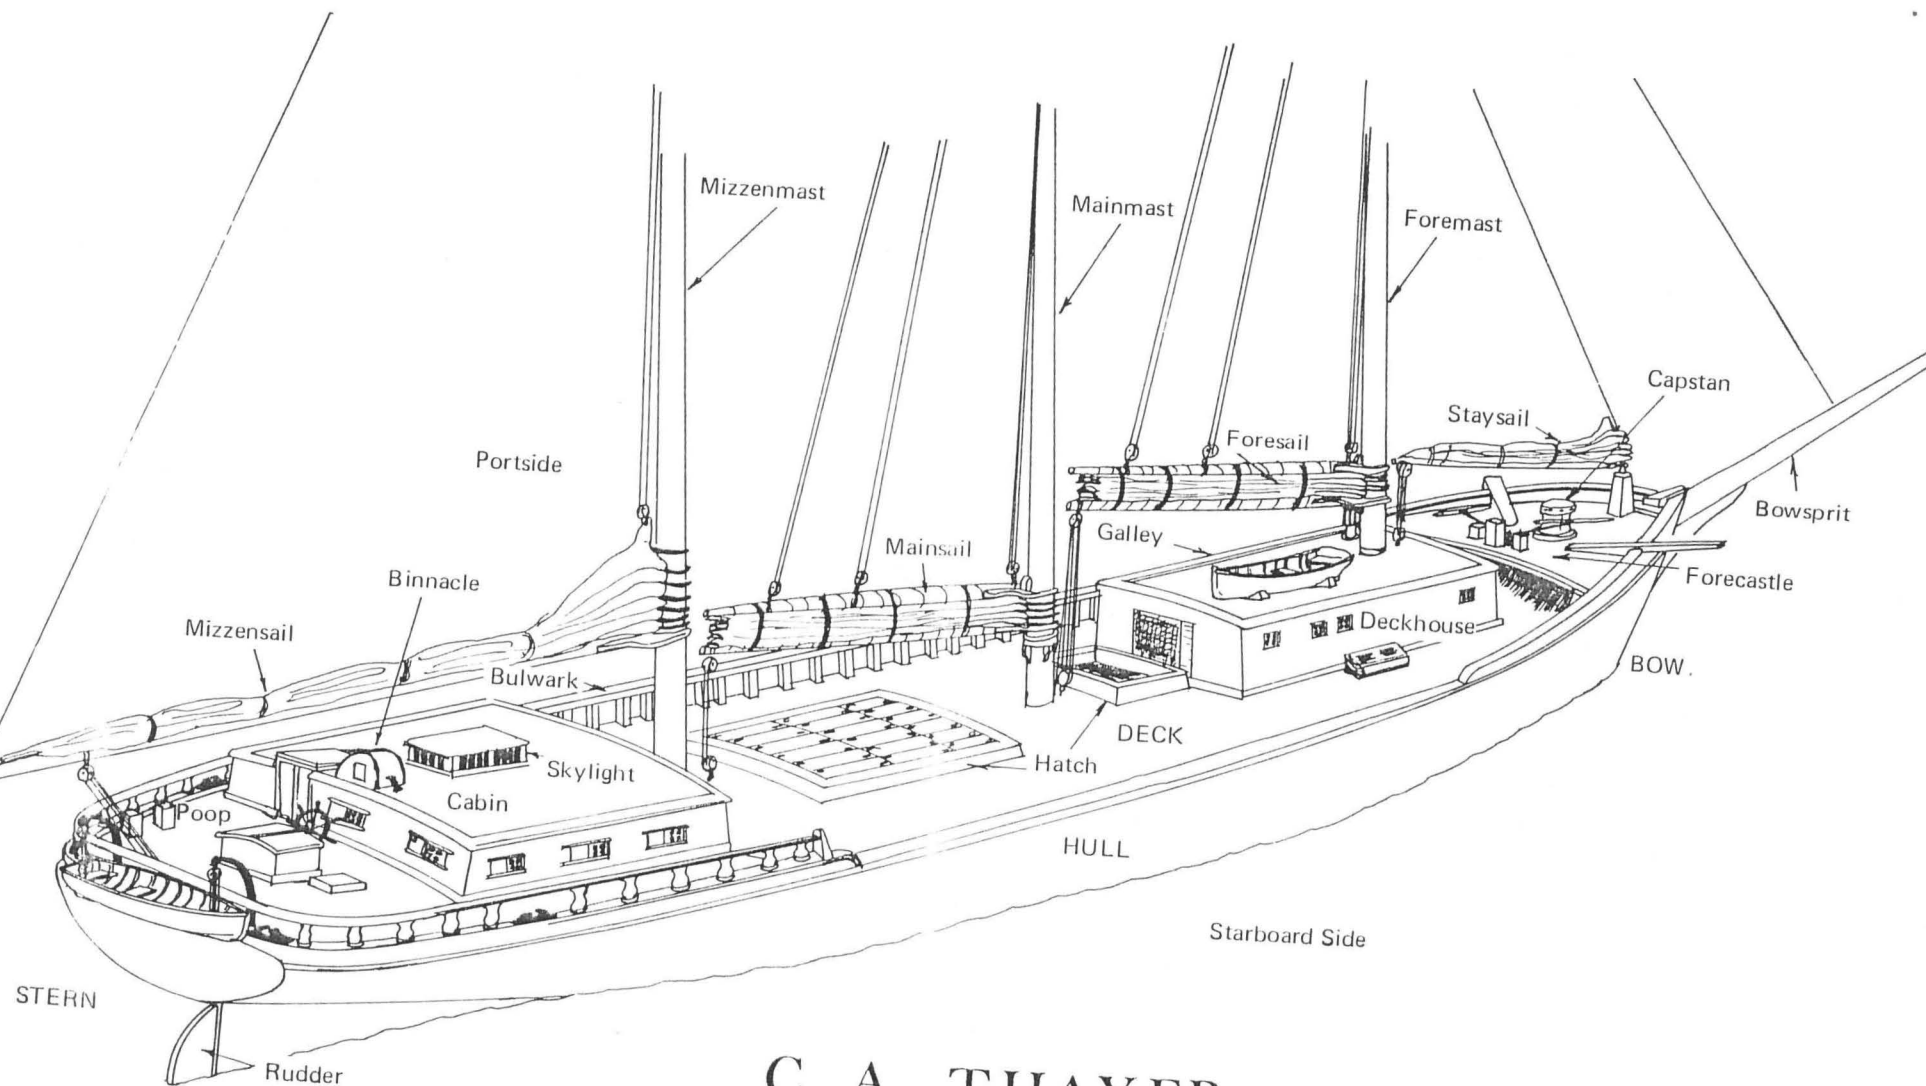 Mizzenmast
Mainmast
Foremast
Capstan
Staysail
Foresail
Portside
Bowsprit
Galley
Mainsail
Binnacle
Forecastle
Mizzensail
Deckhouse
BOW.
Bulwark
DECK
Hatch
Skylight
Cabin
Poop
HULL
Starboard Side
STERN
Rudder
C. A. THAYER